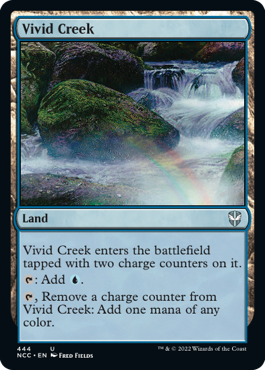 Vivid Creek
Land
Vivid Creek enters the battlefield
tapped with two charge counters on it.
: Add .
, Remove a charge counter from
Vivid Creek: Add one mana of any
color.
444 U
NCC • EN FRED FIELDS
™ & © 2022 Wizards of the Coast